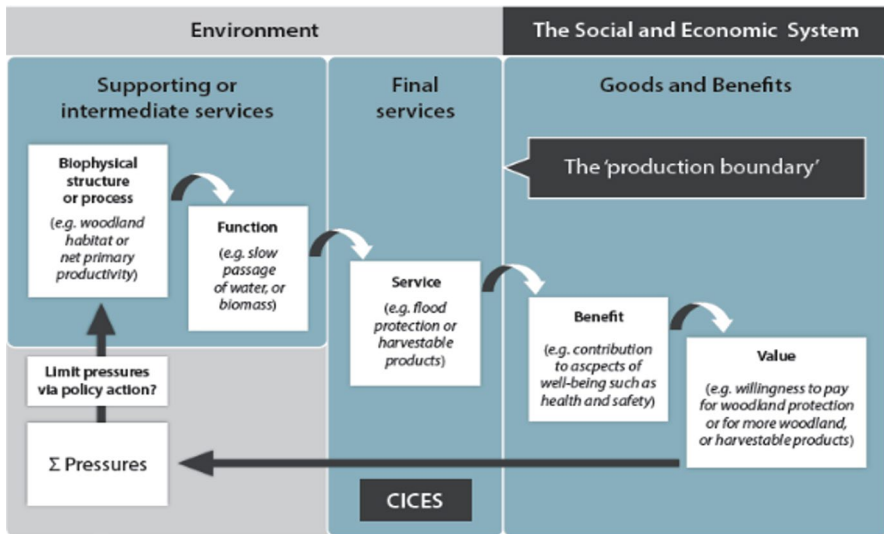 Environment
The Social and Economic System
Supporting or
intermediate services
Final
services
Goods and Benefits
The 'production boundary'
Biophysical
structure
or process
(e.g. woodland
habitat or
net primary
productivity)
Function
(e.g. slow
passage
of water, or
biomass)
Service
(e.g. flood
protection or
harvestable
products)
Benefit
(e.g. contribution
to ascpects of
well-being such as
health and safety)
Value
(e.g. willingness to pay
for woodland protection
or for more woodland,
or harvestable products)
Limit pressures
via policy action?
Σ Pressures
CICES